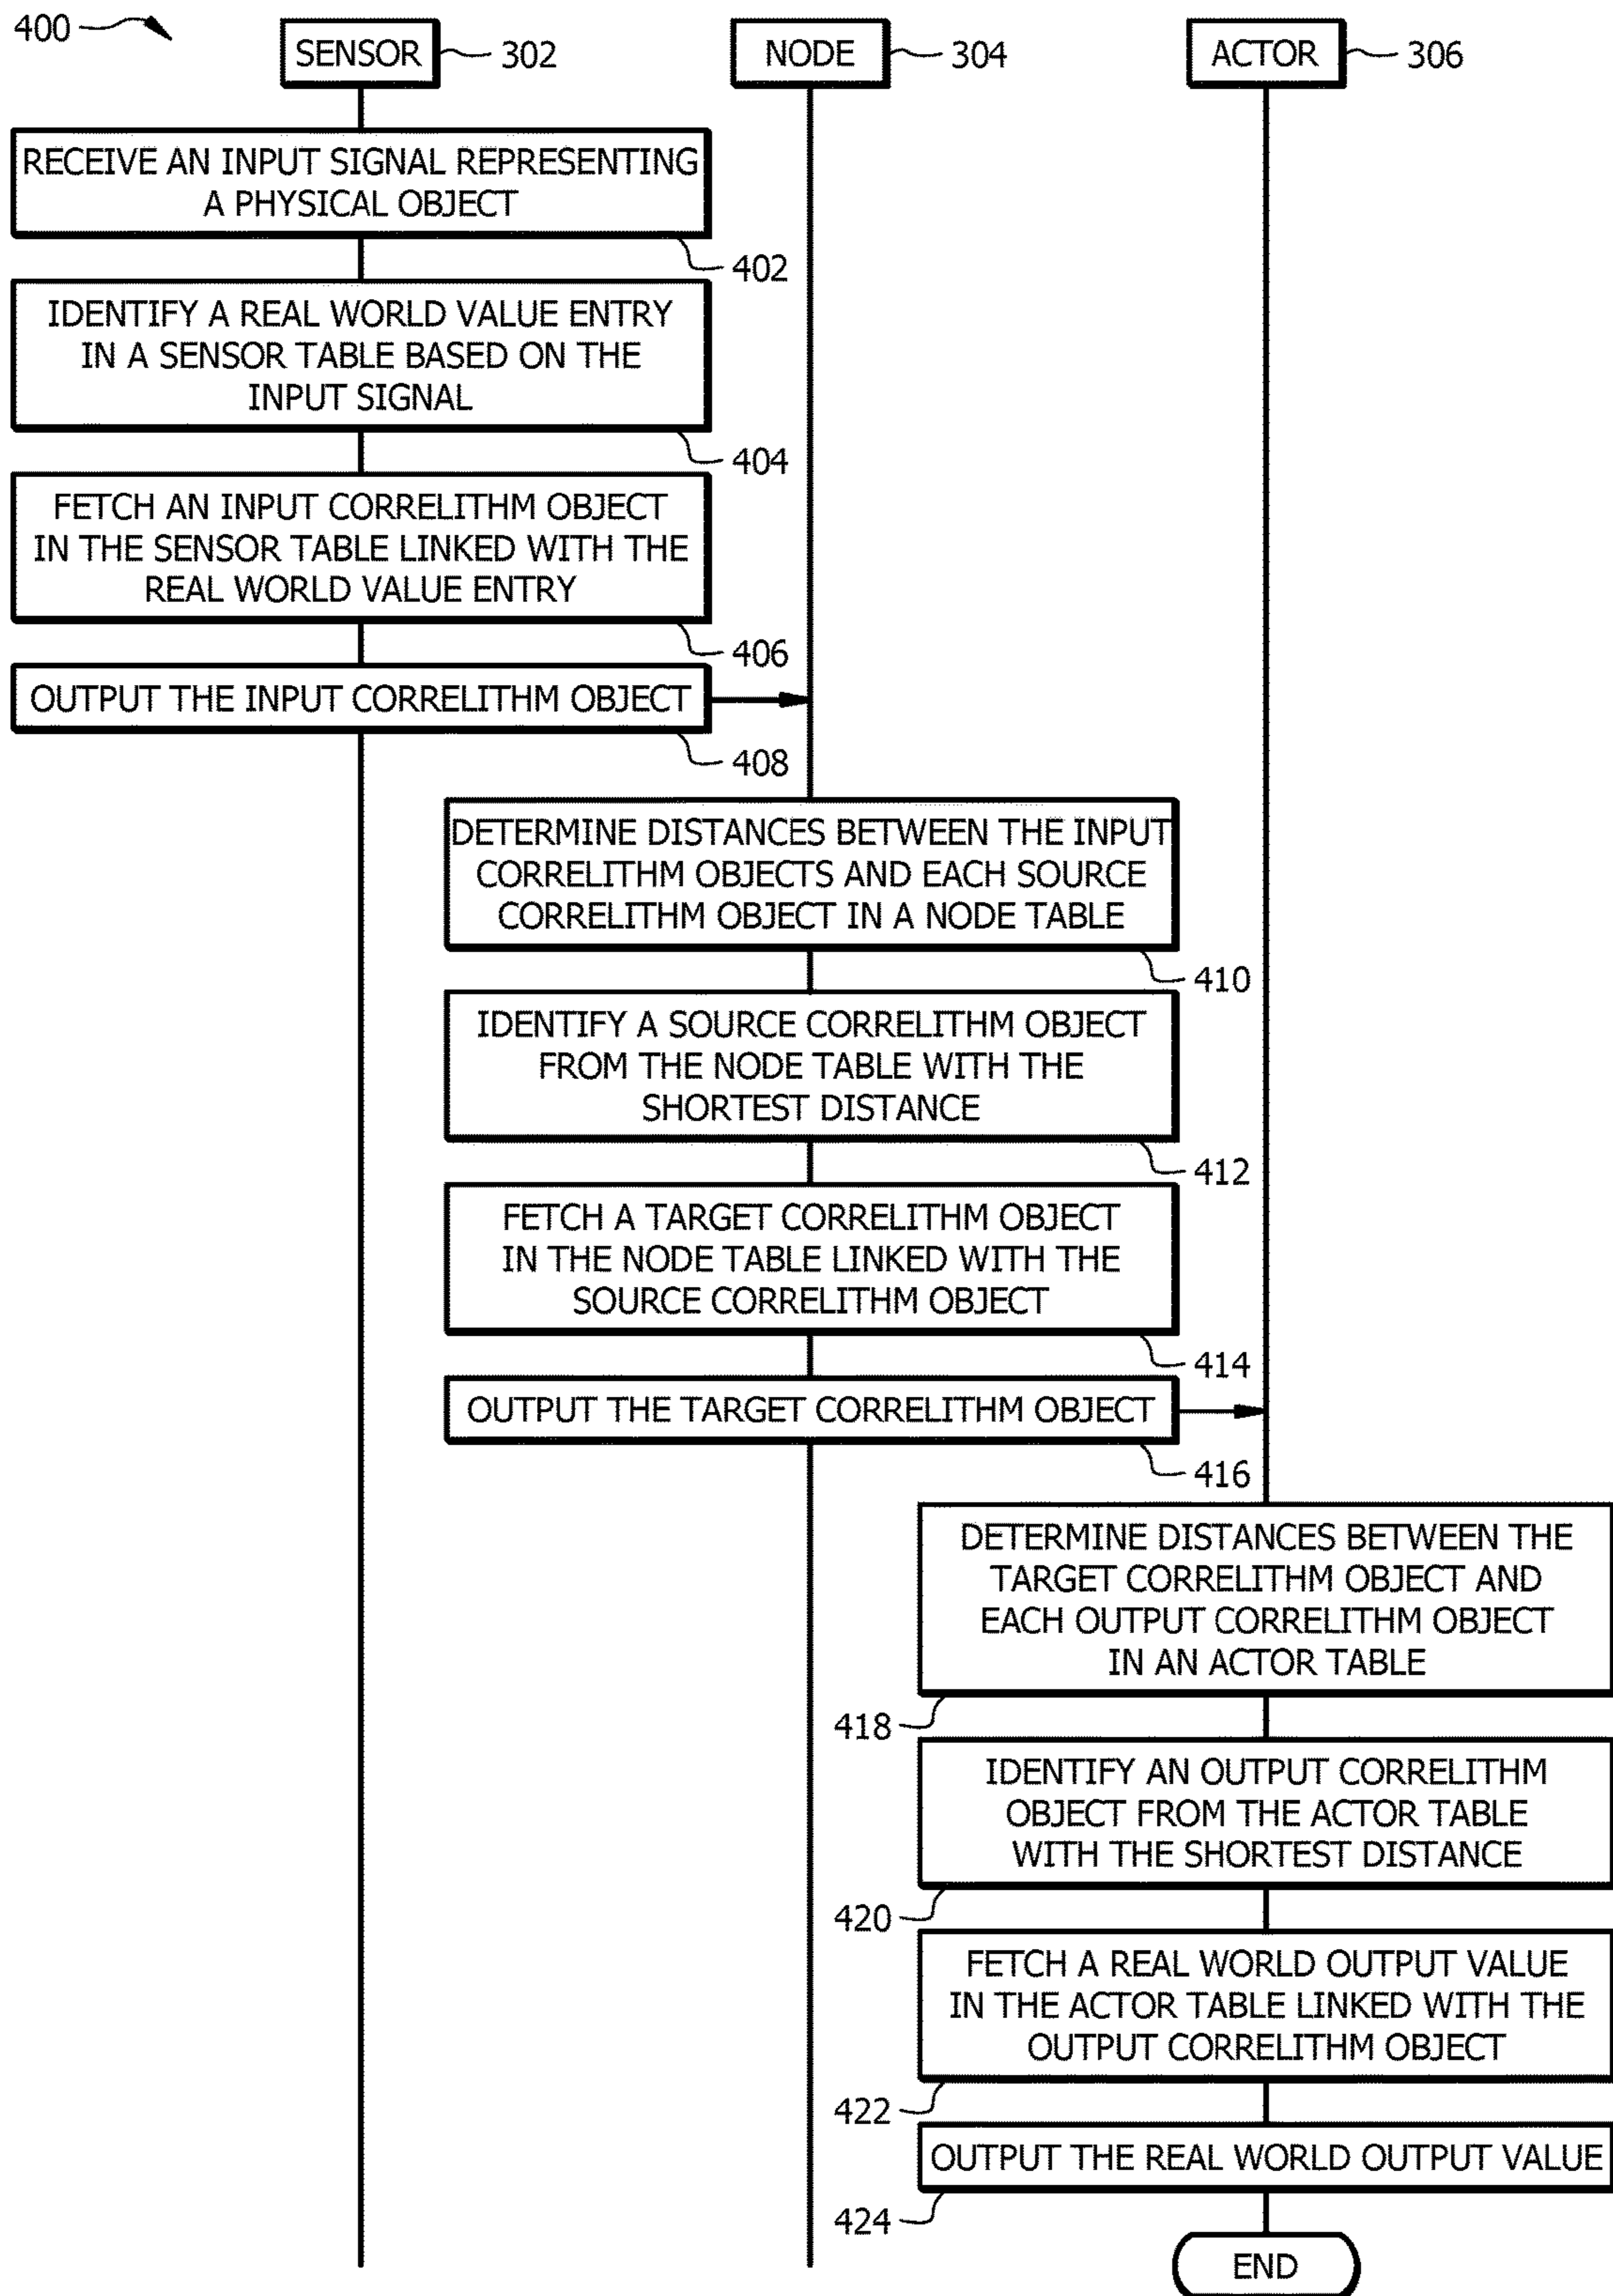 400
SENSOR
302
NODE
304
ACTOR
306
RECEIVE AN INPUT SIGNAL REPRESENTING
A PHYSICAL OBJECT
402
IDENTIFY A REAL WORLD VALUE ENTRY
IN A SENSOR TABLE BASED ON THE
INPUT SIGNAL
404
FETCH AN INPUT CORRELITHM OBJECT
IN THE SENSOR TABLE LINKED WITH THE
REAL WORLD VALUE ENTRY
406
OUTPUT THE INPUT CORRELITHM OBJECT
408
DETERMINE DISTANCES BETWEEN THE INPUT
CORRELITHM OBJECTS AND EACH SOURCE
CORRELITHM OBJECT IN A NODE TABLE
410
IDENTIFY A SOURCE CORRELITHM OBJECT
FROM THE NODE TABLE WITH THE
SHORTEST DISTANCE
412
FETCH A TARGET CORRELITHM OBJECT
IN THE NODE TABLE LINKED WITH THE
SOURCE CORRELITHM OBJECT
414
OUTPUT THE TARGET CORRELITHM OBJECT
416
DETERMINE DISTANCES BETWEEN THE
TARGET CORRELITHM OBJECT AND
EACH OUTPUT CORRELITHM OBJECT
IN AN ACTOR TABLE
418
IDENTIFY AN OUTPUT CORRELITHM
OBJECT FROM THE ACTOR TABLE
WITH THE SHORTEST DISTANCE
420
FETCH A REAL WORLD OUTPUT VALUE
IN THE ACTOR TABLE LINKED WITH THE
OUTPUT CORRELITHM OBJECT
422
OUTPUT THE REAL WORLD OUTPUT VALUE
424
END